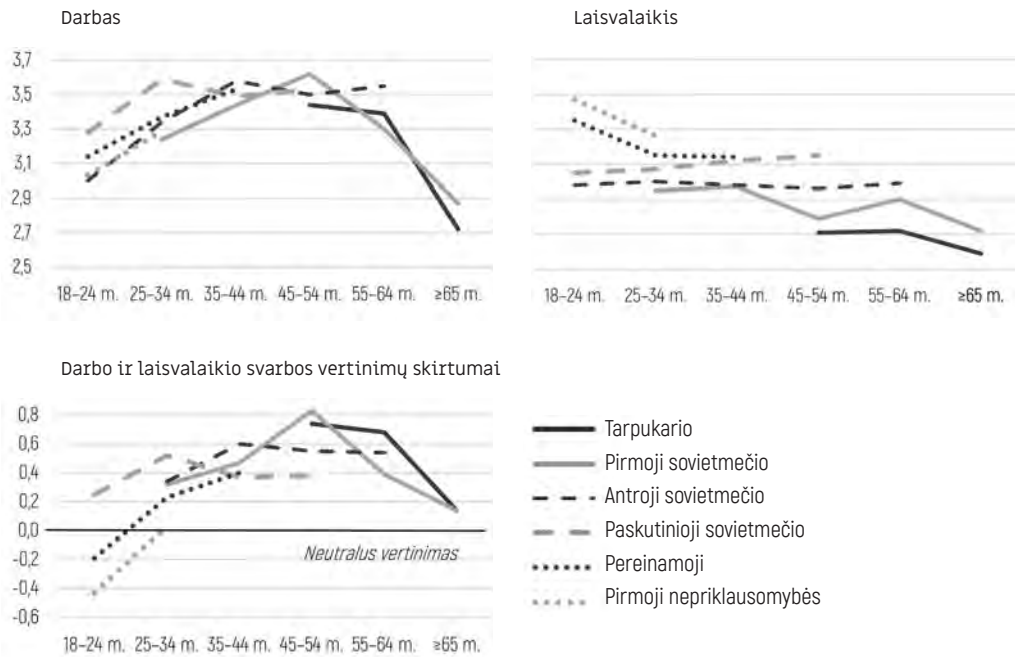 Darbas
3,7
3,5
3,3
3,1
2,9
2,7
2,5
18–24 m. 25–34 m. 35–44 m. 45–54 m. 55–64 m. ≥65 m.
Laisvalaikis
18–24 m. 25–34 m. 35–44 m. 45–54 m. 55–64 m. ≥65 m.
Darbo ir laisvalaikio svarbos vertinimų skirtumai
0,8
0,6
0,4
0,2
0,0
-0,2
-0,4
-0,6
Neutralus vertinimas
18–24 m. 25–34 m. 35–44 m. 45–54 m. 55–64 m. ≥65 m.
Tarpukario
Pirmoji sovietmečio
Antroji sovietmečio
Paskutinioji sovietmečio
Pereinamoji
Pirmoji nepriklausomybės